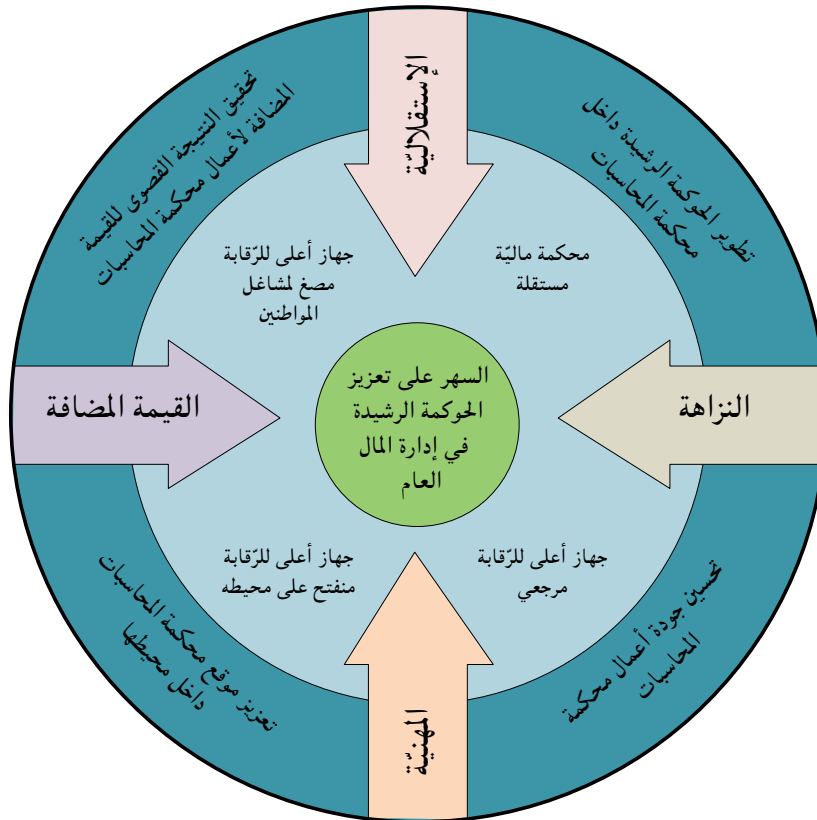 الإستقلاليّة
تطوير الحوكمة الرشيدة داخل
محكمة المحاسبات
تحقيق النتيجة القصوى للقيمة
المضافة لأعمال محكمة المحاسبات
محكمة ماليّة
مستقلة
جهاز أعلى للرّقابة
مصغ لمشاغل
المواطنين
النزاهة
السهر على تعزيز
الحوكمة الرشيدة
في إدارة المال
العام
القيمة المضافة
جهاز أعلى للرّقابة
مرجعي
جهاز أعلى للرّقابة
منفتح على محيطه
تحسين جودة أعمال محكمة
المحاسبات
تعزيز موقع محكمة المحاسبات
داخل محيطها
المهنيّة